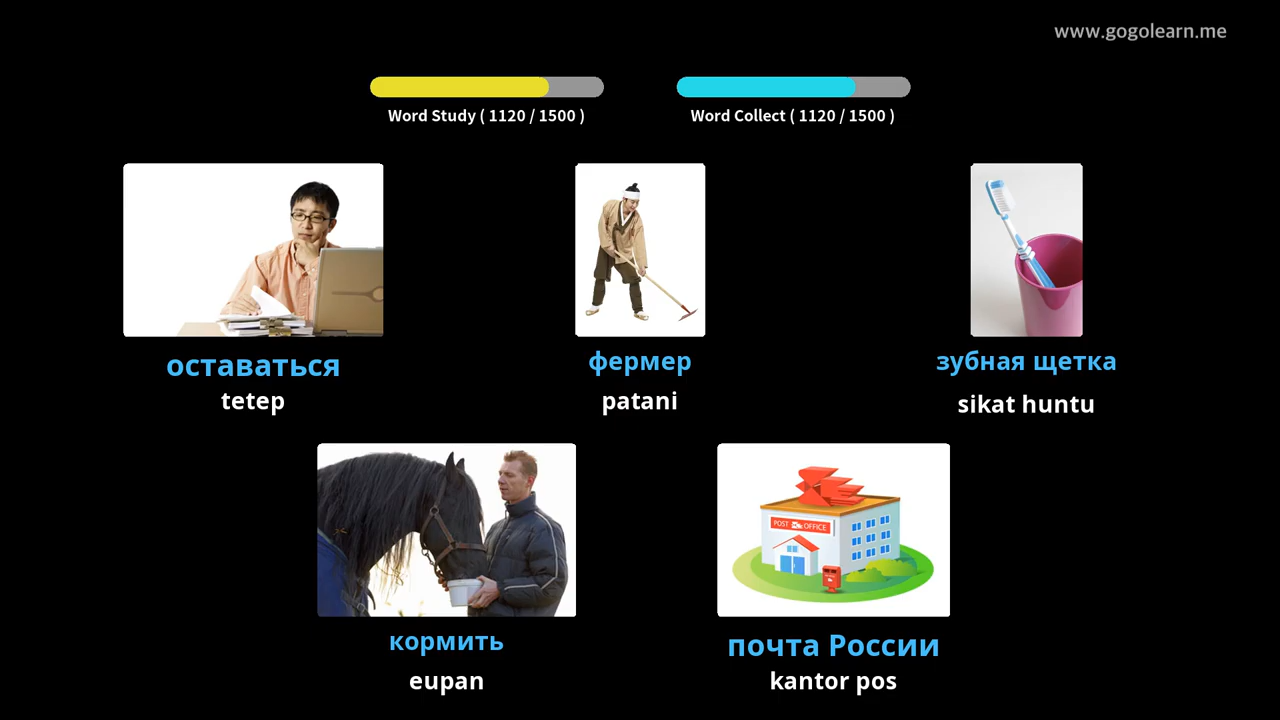 www.gogolearn.me
Word Study ( 1120 / 1500 )
Word Collect ( 1120 / 1500 )
оставаться
tetep
фермер
patani
зубная щетка
sikat huntu
POST OFFICE
кормить
eupan
почта России
kantor pos